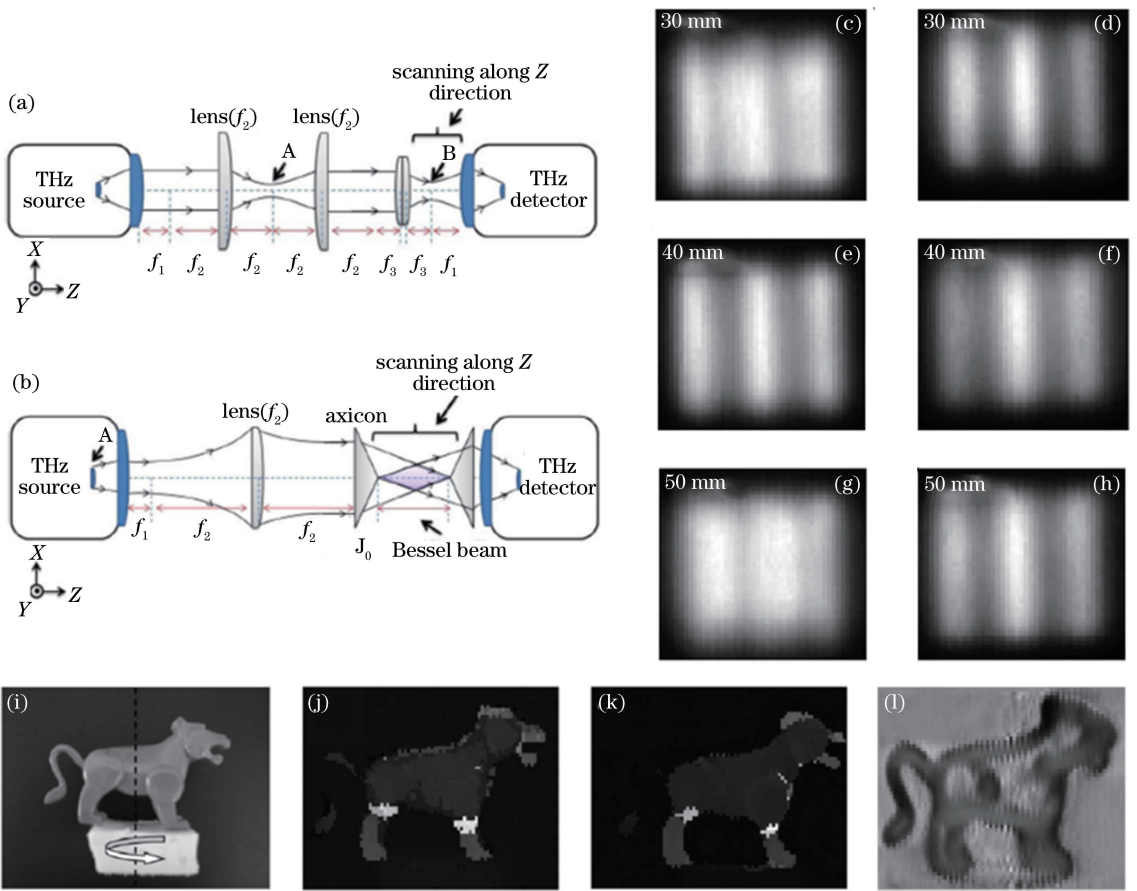 (a)
scanning along Z
direction
lens(f₂)
lens(f₂)
A
B
THz
source
THz
detector
f₁
f₂
f₂
f₂
f₂
f₃
f₃
f₁
X
Y
Z
(b)
scanning along Z
direction
lens(f₂)
axicon
A
THz
source
THz
detector
f₁
f₂
f₂
J₀
Bessel beam
X
Y
Z
30 mm
(c)
30 mm
(d)
40 mm
(e)
40 mm
(f)
50 mm
(g)
50 mm
(h)
(i)
(j)
(k)
(l)